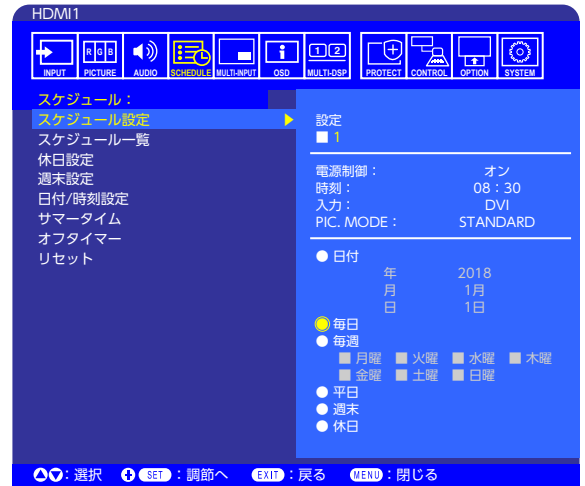 HDMI1
INPUT PICTURE AUDIO SCHEDULE MULTI-INPUT OSD MULTI-DSP PROTECT CONTROL OPTION SYSTEM
R G B
1 2
スケジュール：
スケジュール設定
スケジュール一覧
休日設定
週末設定
日付/時刻設定
サマータイム
オフタイマー
リセット
設定
1
電源制御： オン
時刻： 08：30
入力： DVI
PIC. MODE： STANDARD
日付
年 2018
月 1月
日 1日
毎日
毎週
月曜 火曜 水曜 木曜
金曜 土曜 日曜
平日
週末
休日
：選択 SET：調節へ EXIT：戻る MENU：閉じる